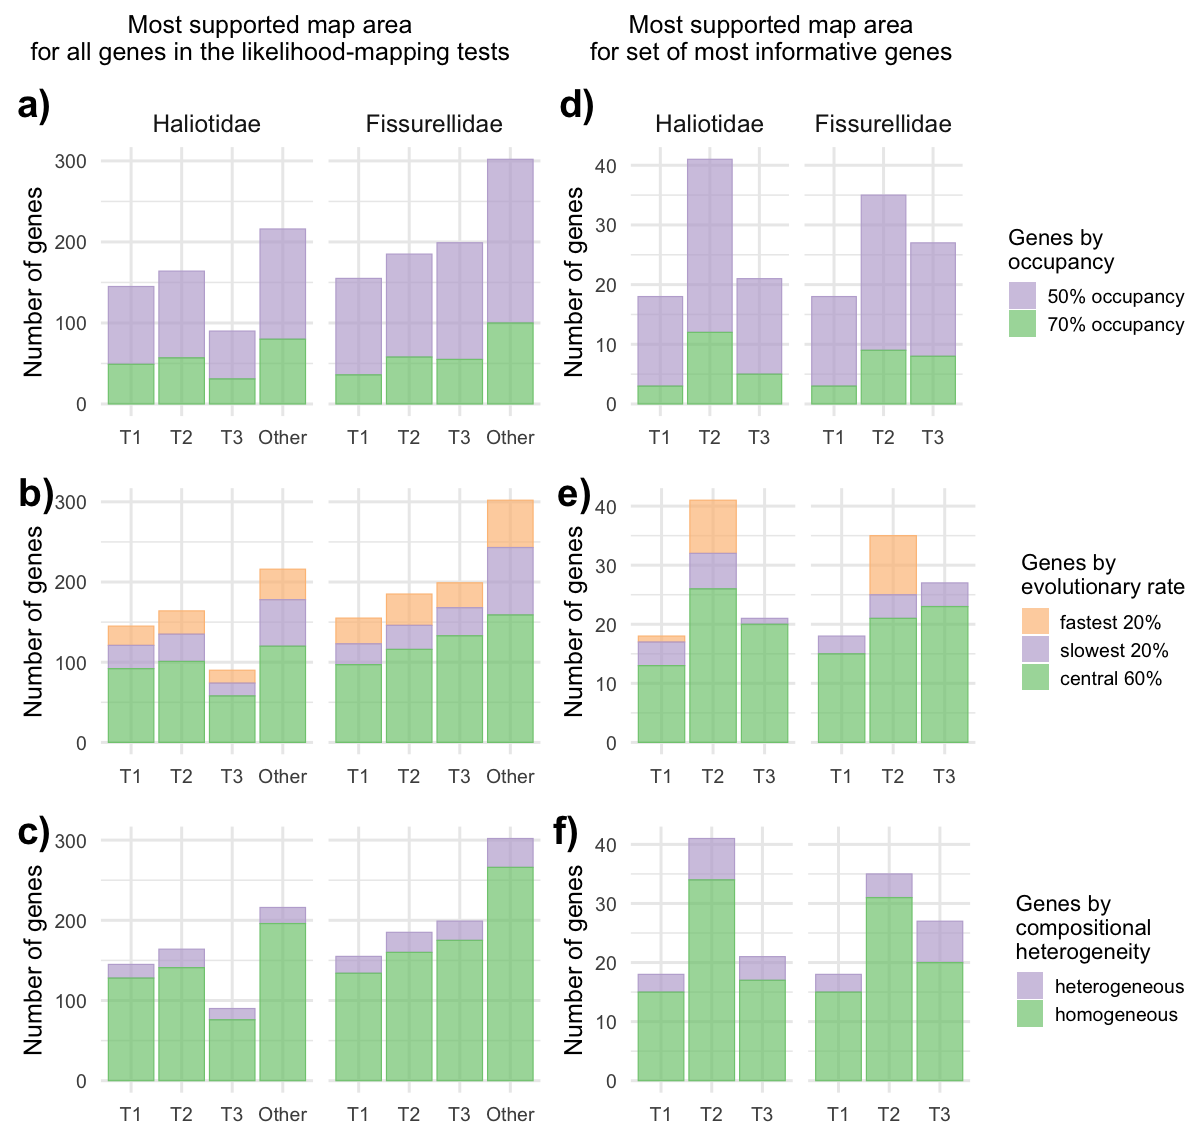 Most supported map area
for all genes in the likelihood-mapping tests
Most supported map area
for set of most informative genes
a)
Haliotidae
Fissurellidae
Number of genes
300
200
100
0
T1 T2 T3 Other
T1 T2 T3 Other
d)
Haliotidae
Fissurellidae
Number of genes
40
30
20
10
0
T1 T2 T3
T1 T2 T3
Genes by
occupancy
50% occupancy
70% occupancy
b)
Number of genes
300
200
100
0
T1 T2 T3 Other
T1 T2 T3 Other
e)
Number of genes
40
30
20
10
0
T1 T2 T3
T1 T2 T3
Genes by
evolutionary rate
fastest 20%
slowest 20%
central 60%
c)
Number of genes
300
200
100
0
T1 T2 T3 Other
T1 T2 T3 Other
f)
Number of genes
40
30
20
10
0
T1 T2 T3
T1 T2 T3
Genes by
compositional
heterogeneity
heterogeneous
homogeneous